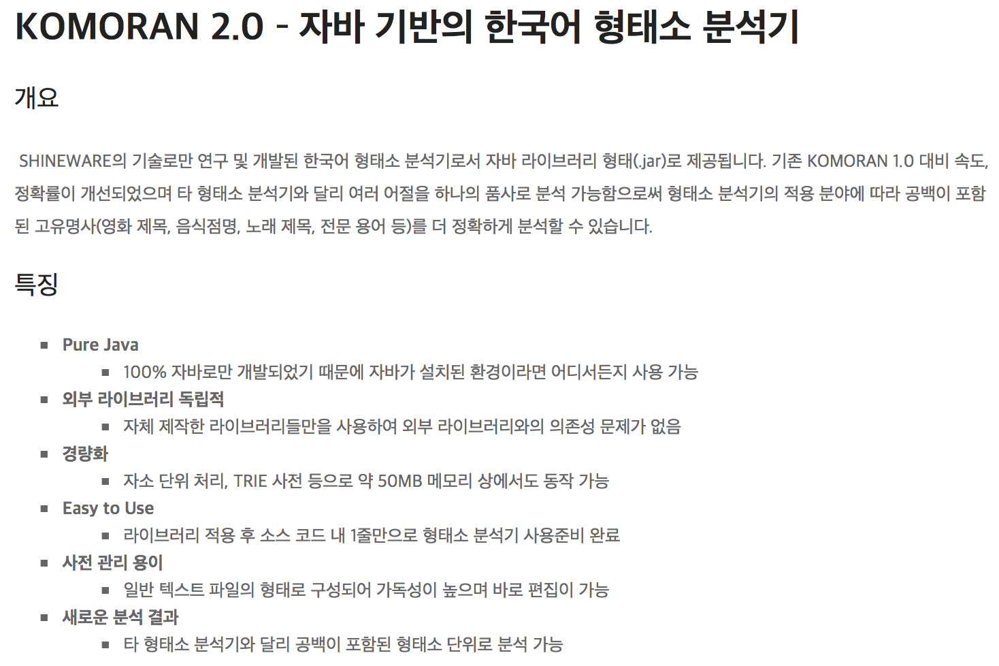 KOMORAN 2.0 - 자바 기반의 한국어 형태소 분석기
개요
SHINEWARE의 기술로만 연구 및 개발된 한국어 형태소 분석기로서 자바 라이브러리 형태(.jar)로 제공됩니다. 기존 KOMORAN 1.0 대비 속도,
정확률이 개선되었으며 타 형태소 분석기와 달리 여러 어절을 하나의 품사로 분석 가능함으로써 형태소 분석기의 적용 분야에 따라 공백이 포함
된 고유명사(영화 제목, 음식점명, 노래 제목, 전문 용어 등)를 더 정확하게 분석할 수 있습니다.
특징
Pure Java
100% 자바로만 개발되었기 때문에 자바가 설치된 환경이라면 어디서든지 사용 가능
외부 라이브러리 독립적
자체 제작한 라이브러리들만을 사용하여 외부 라이브러리와의 의존성 문제가 없음
경량화
자소 단위 처리, TRIE 사전 등으로 약 50MB 메모리 상에서도 동작 가능
Easy to Use
라이브러리 적용 후 소스 코드 내 1줄만으로 형태소 분석기 사용준비 완료
사전 관리 용이
일반 텍스트 파일의 형태로 구성되어 가독성이 높으며 바로 편집이 가능
새로운 분석 결과
타 형태소 분석기와 달리 공백이 포함된 형태소 단위로 분석 가능